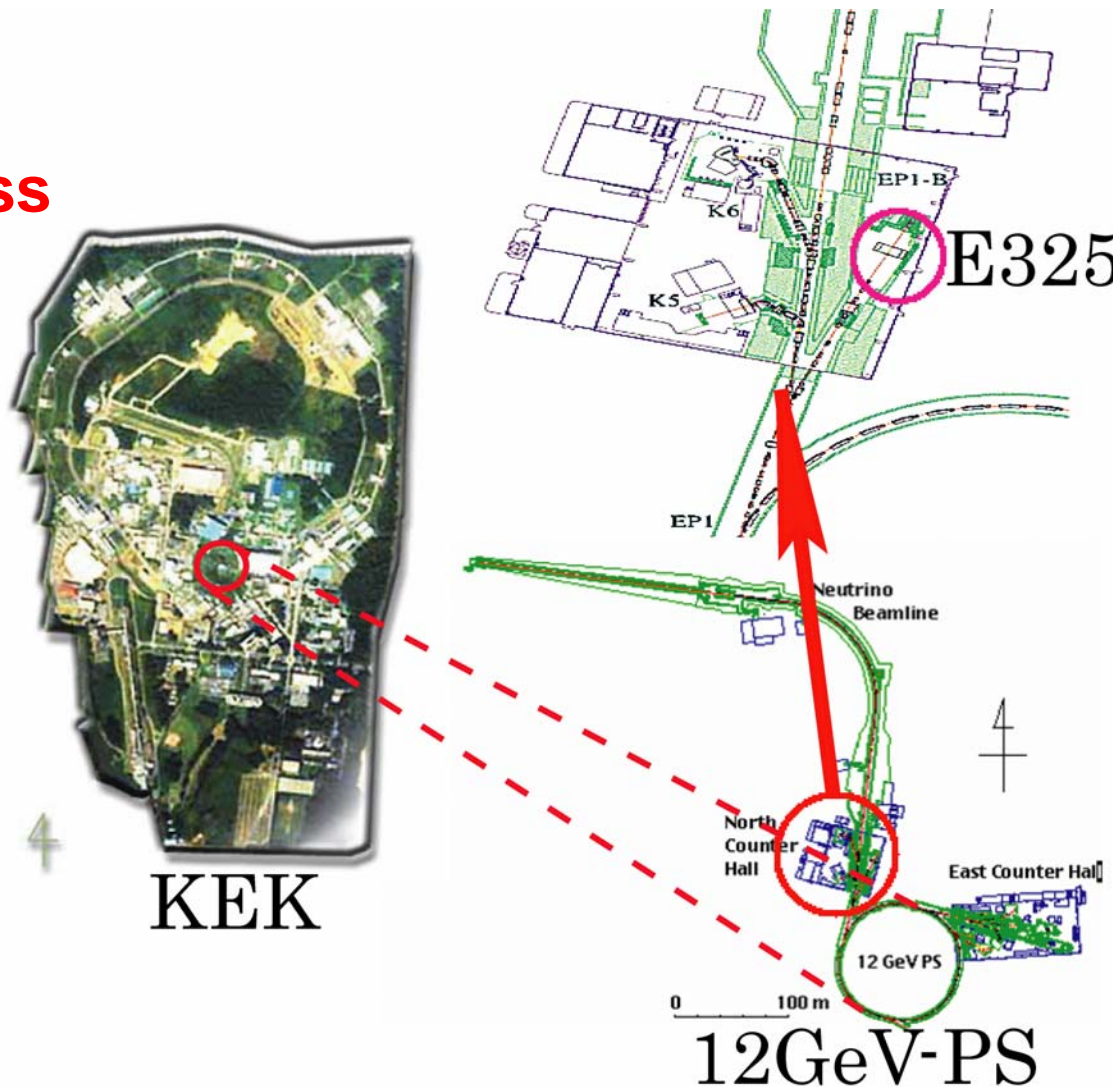 ss
EP1-B
K6
E325
K5
EP1
Neutrino
Beamline
North
Counter
Hall
East Counter Hal
KEK
12 GeV PS
0 100 m
12GeV-PS